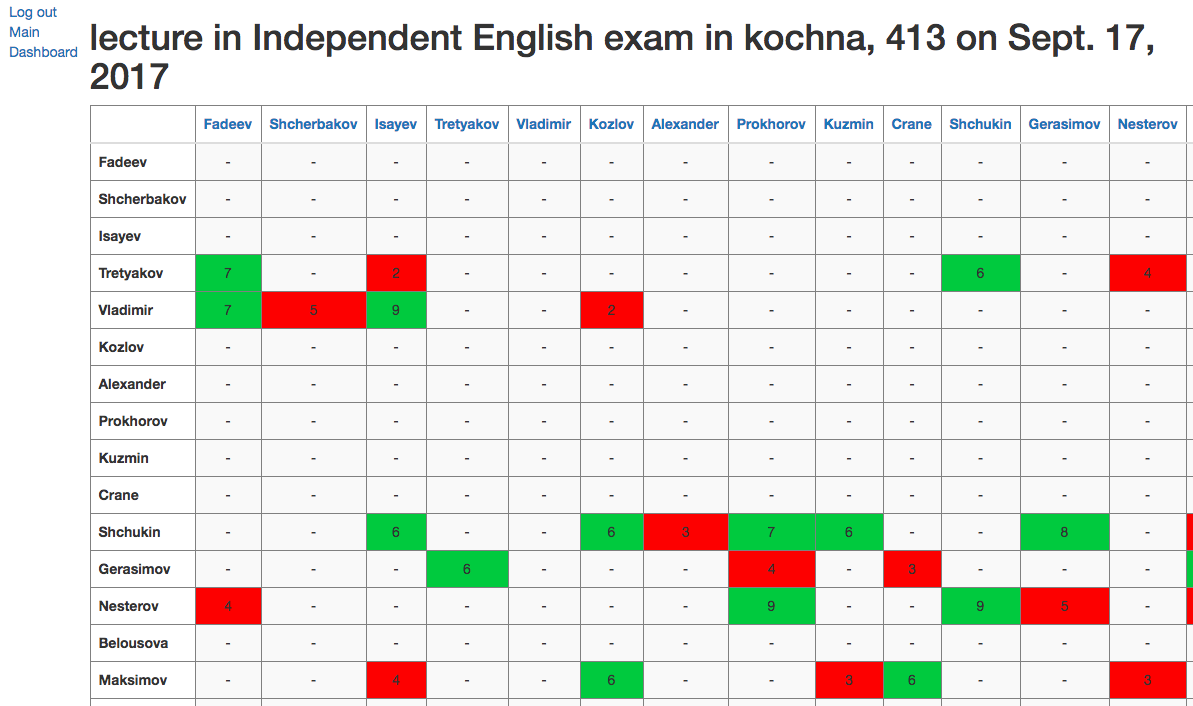 Log out
Main
Dashboard
lecture in Independent English exam in kochna, 413 on Sept. 17,
2017
Fadeev Shcherbakov Isayev Tretyakov Vladimir Kozlov Alexander Prokhorov Kuzmin Crane Shchukin Gerasimov Nesterov
Fadeev - - - - - - - - - - - - -
Shcherbakov - - - - - - - - - - - - -
Isayev - - - - - - - - - - - - -
Tretyakov 7 - 2 - - - - - - - 6 - 4
Vladimir 7 5 9 - - 2 - - - - - - -
Kozlov - - - - - - - - - - - - -
Alexander - - - - - - - - - - - - -
Prokhorov - - - - - - - - - - - - -
Kuzmin - - - - - - - - - - - - -
Crane - - - - - - - - - - - - -
Shchukin - - 6 - - 6 3 7 6 - - 8 -
Gerasimov - - - 6 - - - 4 - 3 - - -
Nesterov 4 - - - - - - 9 - - 9 5 -
Belousova - - - - - - - - - - - - -
Maksimov - - 4 - - 6 - - 3 6 - - 3